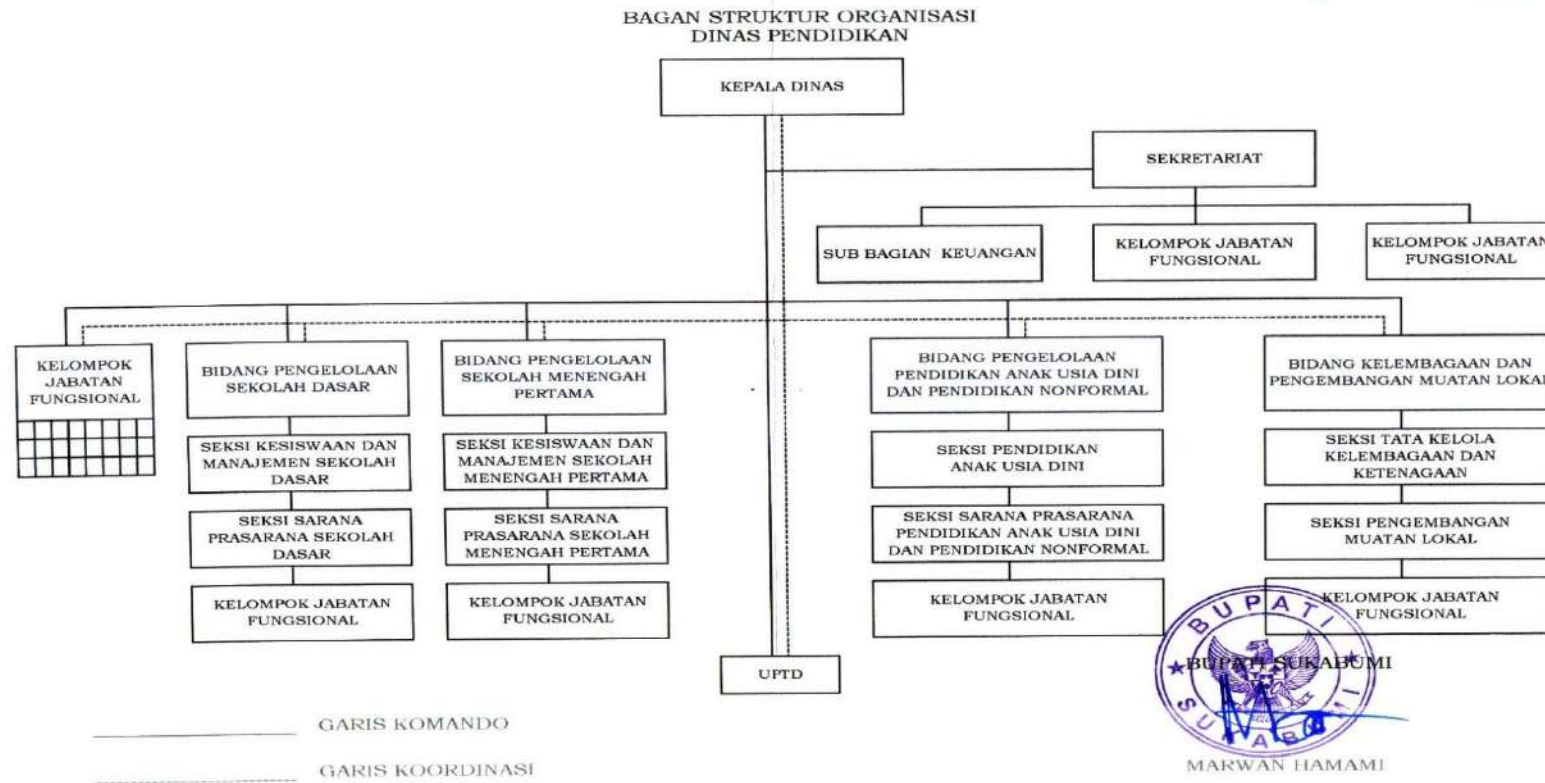 BAGAN STRUKTUR ORGANISASI
DINAS PENDIDIKAN
KEPALA DINAS
SEKRETARIAT
SUB BAGIAN KEUANGAN
KELOMPOK JABATAN
FUNGSIONAL
KELOMPOK JABATAN
FUNGSIONAL
KELOMPOK
JABATAN
FUNGSIONAL
BIDANG PENGELOLAAN
SEKOLAH DASAR
SEKSI KESISWAAN DAN
MANAJEMEN SEKOLAH
DASAR
SEKSI SARANA
PRASARANA SEKOLAH
DASAR
KELOMPOK JABATAN
FUNGSIONAL
BIDANG PENGELOLAAN
SEKOLAH MENENGAH
PERTAMA
SEKSI KESISWAAN DAN
MANAJEMEN SEKOLAH
MENENGAH PERTAMA
SEKSI SARANA
PRASARANA SEKOLAH
MENENGAH PERTAMA
KELOMPOK JABATAN
FUNGSIONAL
BIDANG PENGELOLAAN
PENDIDIKAN ANAK USIA DINI
DAN PENDIDIKAN NONFORMAL
SEKSI PENDIDIKAN
ANAK USIA DINI
SEKSI SARANA PRASARANA
PENDIDIKAN ANAK USIA DINI
DAN PENDIDIKAN NONFORMAL
KELOMPOK JABATAN
FUNGSIONAL
BIDANG KELEMBAGAAN DAN
PENGEMBANGAN MUATAN LOKAL
SEKSI TATA KELOLA
KELEMBAGAAN DAN
KETENAGAAN
SEKSI PENGEMBANGAN
MUATAN LOKAL
KELOMPOK JABATAN
FUNGSIONAL
UPTD
BUPATI SUKABUMI
BUPATI
SUKABUMI
MARWAN HAMAMI
GARIS KOMANDO
GARIS KOORDINASI